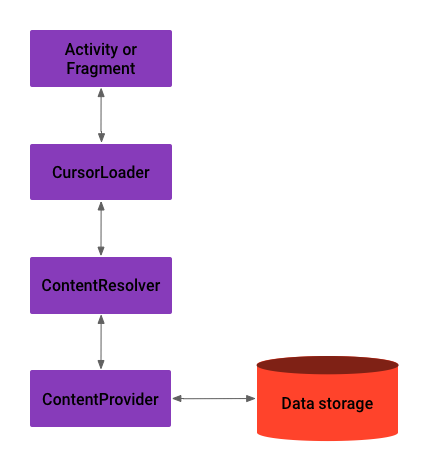 Activity or
Fragment
CursorLoader
ContentResolver
ContentProvider
Data storage